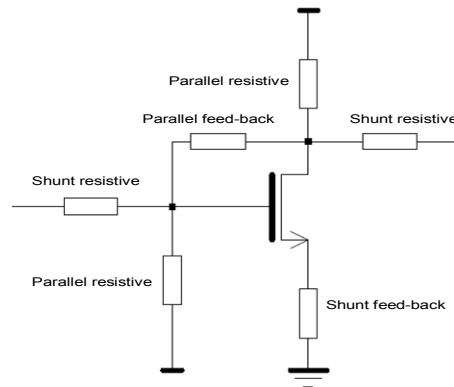 Parallel resistive
Parallel feed-back
Shunt resistive
Shunt resistive
Parallel resistive
Shunt feed-back